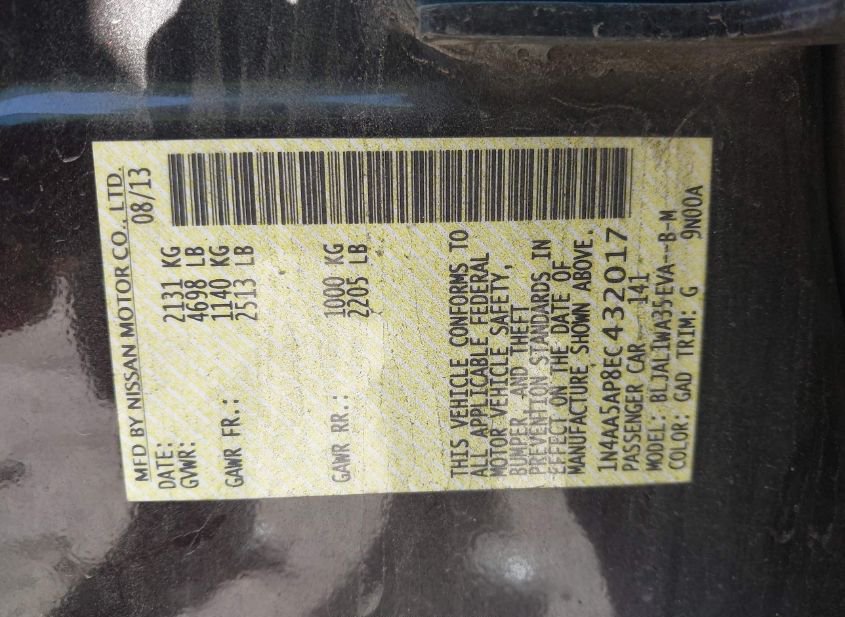 MFD BY NISSAN MOTOR CO., LTD.
DATE: 08/13
GVWR: 2131 KG
4698 LB
GAWR FR.: 1140 KG
2513 LB
GAWR RR.: 1000 KG
2205 LB
THIS VEHICLE CONFORMS TO
ALL APPLICABLE FEDERAL
MOTOR VEHICLE SAFETY,
BUMPER, AND THEFT
PREVENTION STANDARDS IN
EFFECT ON THE DATE OF
MANUFACTURE SHOWN ABOVE.
1N4AA5AP8EC432017
PASSENGER CAR 141
MODEL: BLJALIWA35EVA--B-M
COLOR: GAD TRIM: G 9N00A